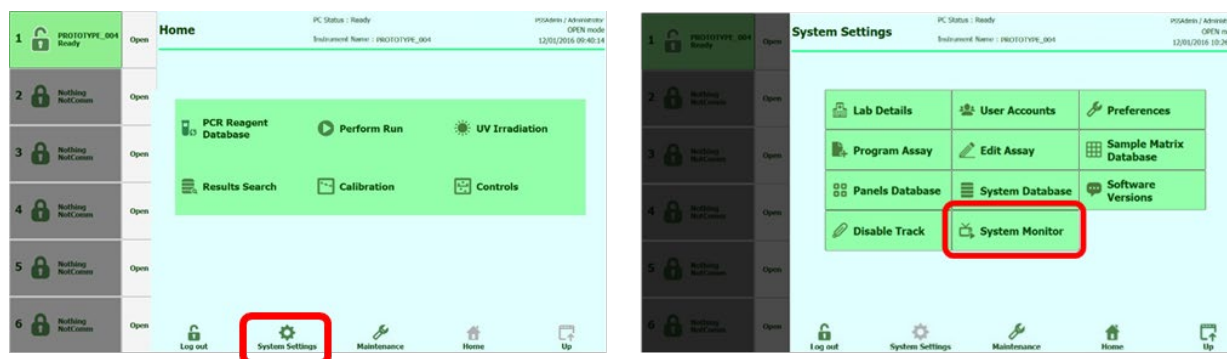 1 PROTOTYPE_004 Ready Open
2 Nothing NotComm Open
3 Nothing NotComm Open
4 Nothing NotComm Open
5 Nothing NotComm Open
6 Nothing NotComm Open
Home
PC Status : Ready
Instrument Name : PROTOTYPE_004
PSSAdmin / Administrator
OPEN mode
12/01/2016 09:40:14
PCR Reagent Database
Perform Run
UV Irradiation
Results Search
Calibration
Controls
Log out
System Settings
Maintenance
Home
Up
1 PROTOTYPE_004 Ready Open
2 Nothing NotComm Open
3 Nothing NotComm Open
4 Nothing NotComm Open
5 Nothing NotComm Open
6 Nothing NotComm Open
System Settings
PC Status : Ready
Instrument Name : PROTOTYPE_004
PSSAdmin /
OPEN
12/01/2016
Lab Details
User Accounts
Preferences
Program Assay
Edit Assay
Sample Matrix Database
Panels Database
System Database
Software Versions
Disable Track
System Monitor
Log out
System Settings
Maintenance
Home
Up